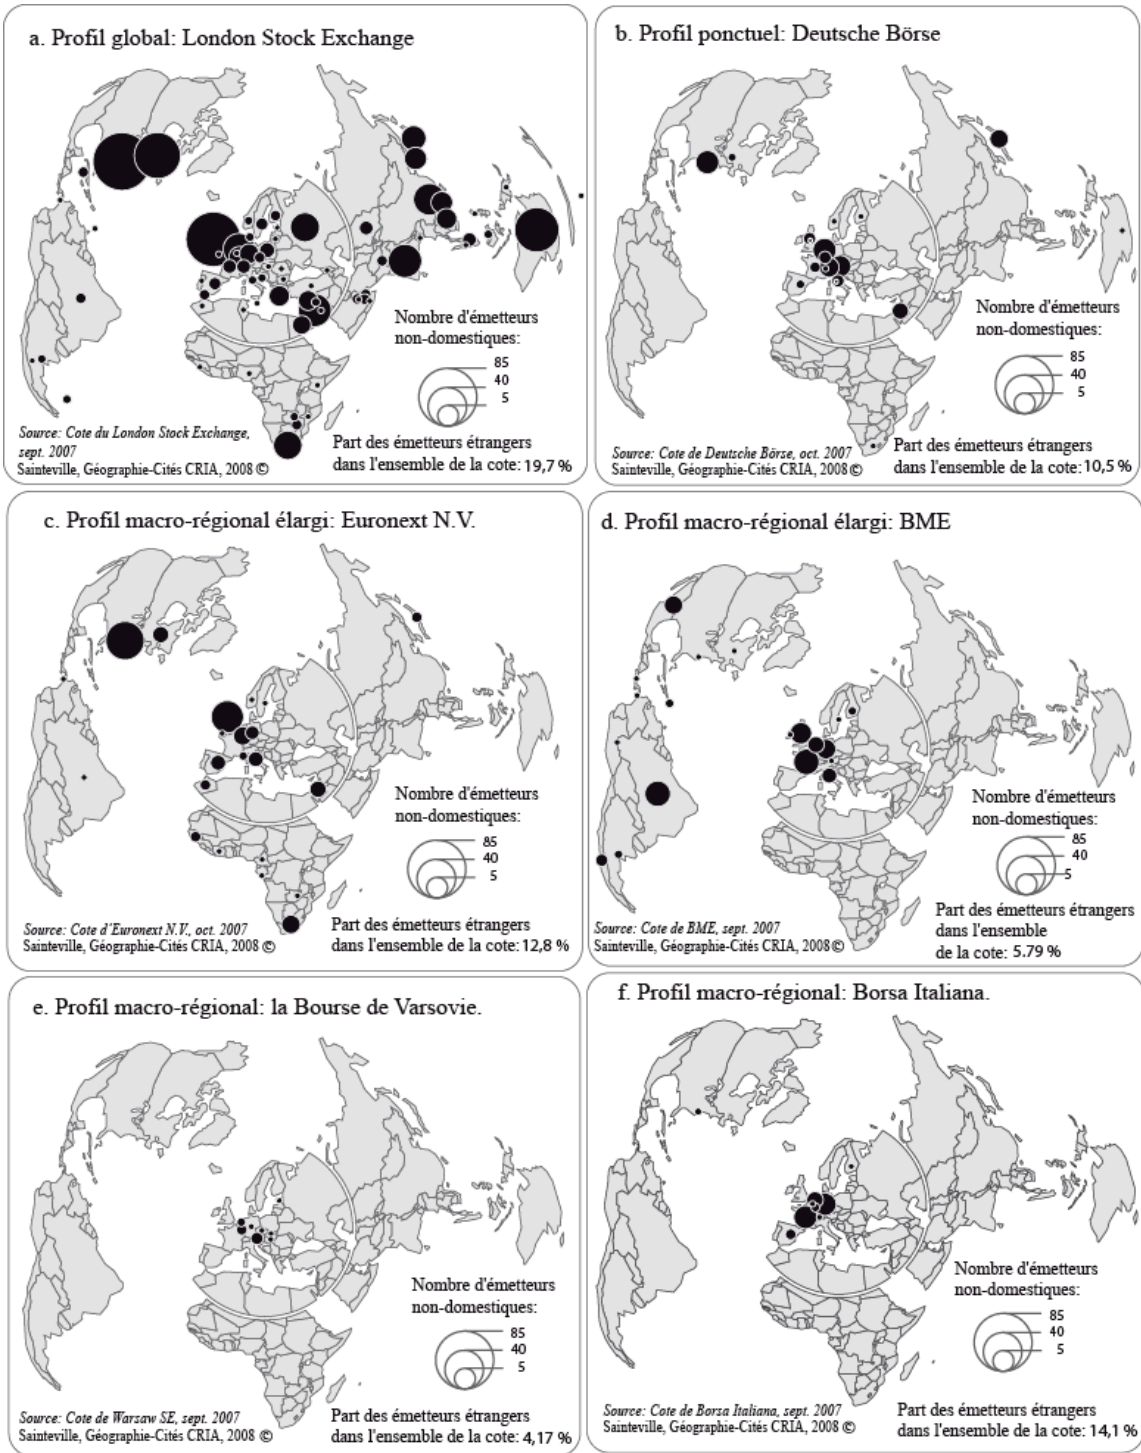 a. Profil global: London Stock Exchange
Nombre d'émetteurs
non-domestiques:
85
40
5
Source: Cote du London Stock Exchange,
sept. 2007
Sainteville, Géographie-Cités CRIA, 2008 ©
Part des émetteurs étrangers
dans l'ensemble de la cote: 19,7 %
b. Profil ponctuel: Deutsche Börse
Nombre d'émetteurs
non-domestiques:
85
40
5
Source: Cote de Deutsche Börse, oct. 2007
Sainteville, Géographie-Cités CRIA, 2008 ©
Part des émetteurs étrangers
dans l'ensemble de la cote: 10,5 %
c. Profil macro-régional élargi: Euronext N.V.
Nombre d'émetteurs
non-domestiques:
85
40
5
Source: Cote d'Euronext N.V., oct. 2007
Sainteville, Géographie-Cités CRIA, 2008 ©
Part des émetteurs étrangers
dans l'ensemble de la cote: 12,8 %
d. Profil macro-régional élargi: BME
Nombre d'émetteurs
non-domestiques:
85
40
5
Source: Cote de BME, sept. 2007
Sainteville, Géographie-Cités CRIA, 2008 ©
Part des émetteurs étrangers
dans l'ensemble
de la cote: 5.79 %
e. Profil macro-régional: la Bourse de Varsovie.
Nombre d'émetteurs
non-domestiques:
85
40
5
Source: Cote de Warsaw SE, sept. 2007
Sainteville, Géographie-Cités CRIA, 2008 ©
Part des émetteurs étrangers
dans l'ensemble de la cote: 4,17 %
f. Profil macro-régional: Borsa Italiana.
Nombre d'émetteurs
non-domestiques:
85
40
5
Source: Cote de Borsa Italiana, sept. 2007
Sainteville, Géographie-Cités CRIA, 2008 ©
Part des émetteurs étrangers
dans l'ensemble de la cote: 14,1 %